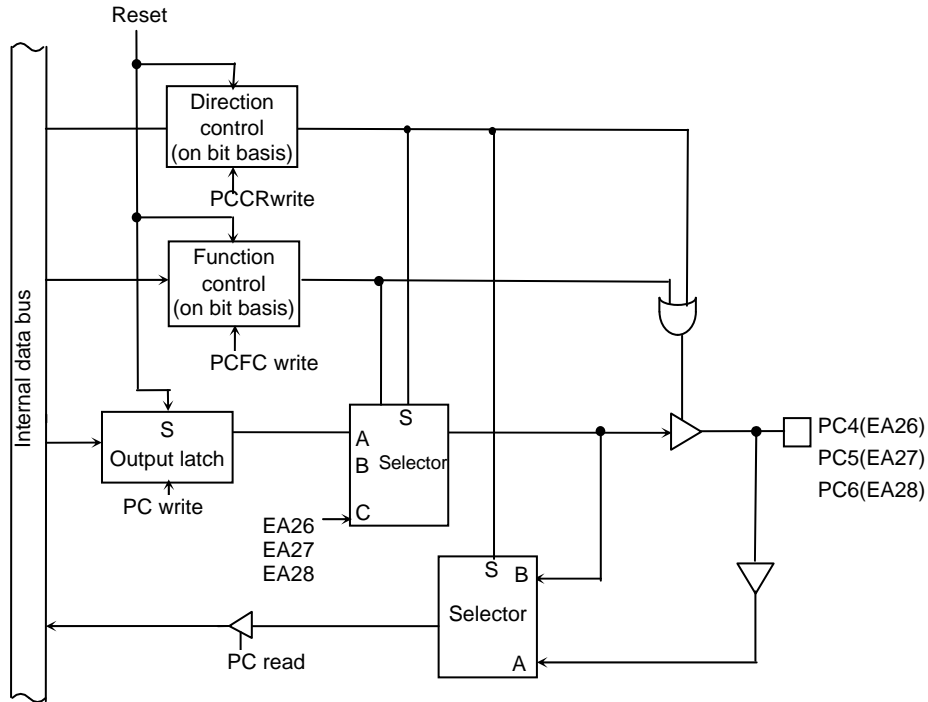 Reset
Internal data bus
Direction
control
(on bit basis)
PCCRwrite
Function
control
(on bit basis)
PCFC write
S
Output latch
PC write
S
A
B
Selector
C
EA26
EA27
EA28
PC4(EA26)
PC5(EA27)
PC6(EA28)
S
B
Selector
A
PC read